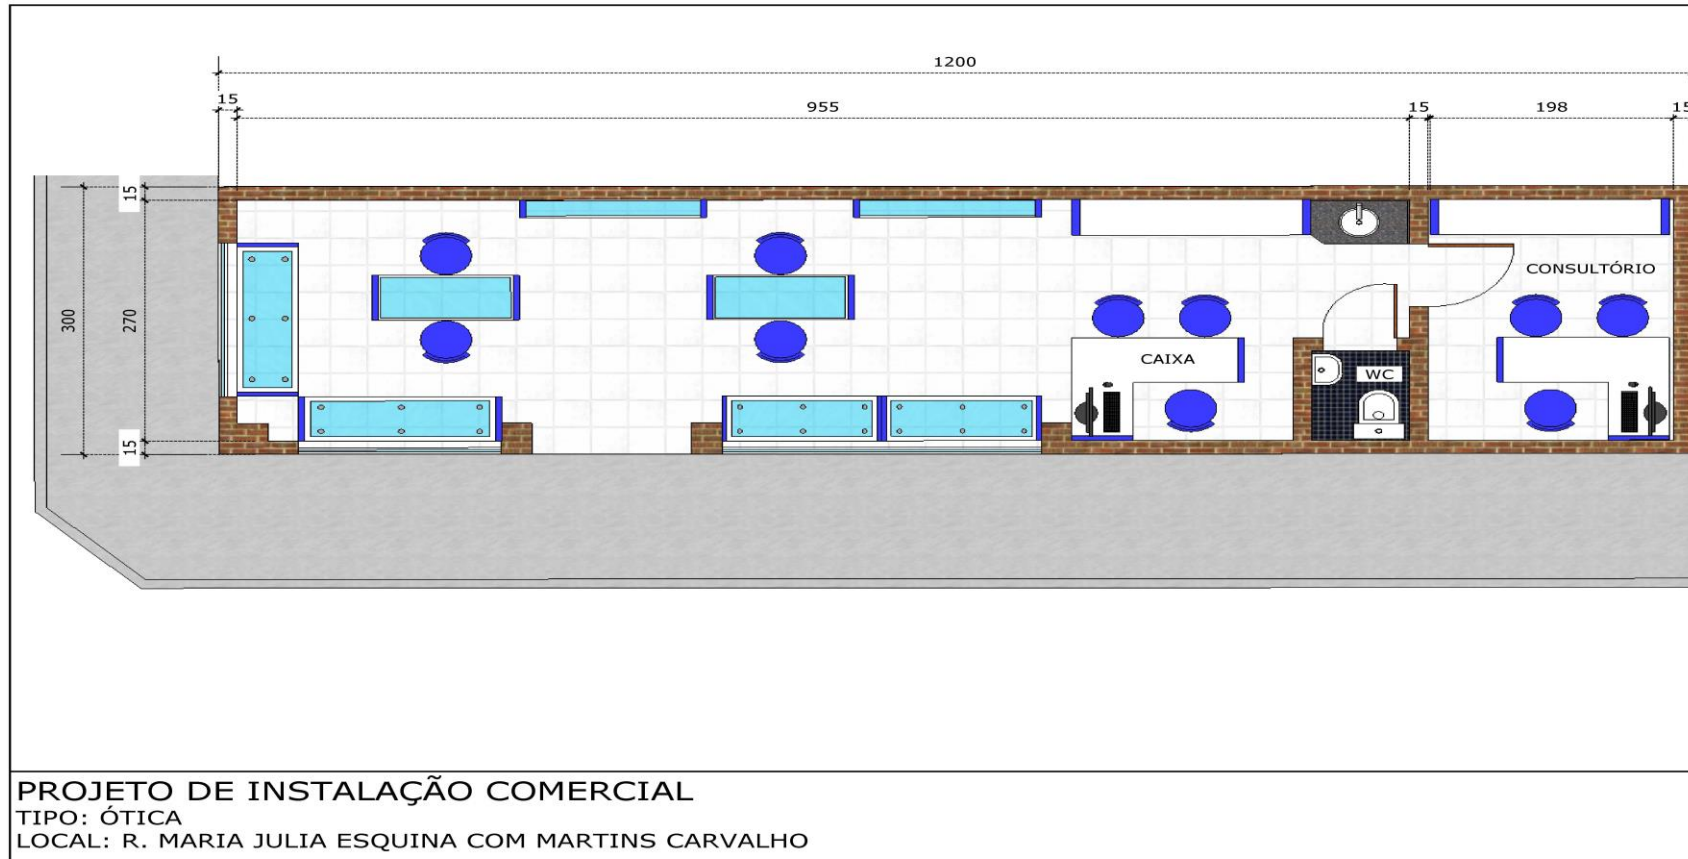 1200
15 955 15 198 15
15
300
270
15
CONSULTÓRIO
CAIXA
WC
PROJETO DE INSTALAÇÃO COMERCIAL
TIPO: ÓTICA
LOCAL: R. MARIA JULIA ESQUINA COM MARTINS CARVALHO